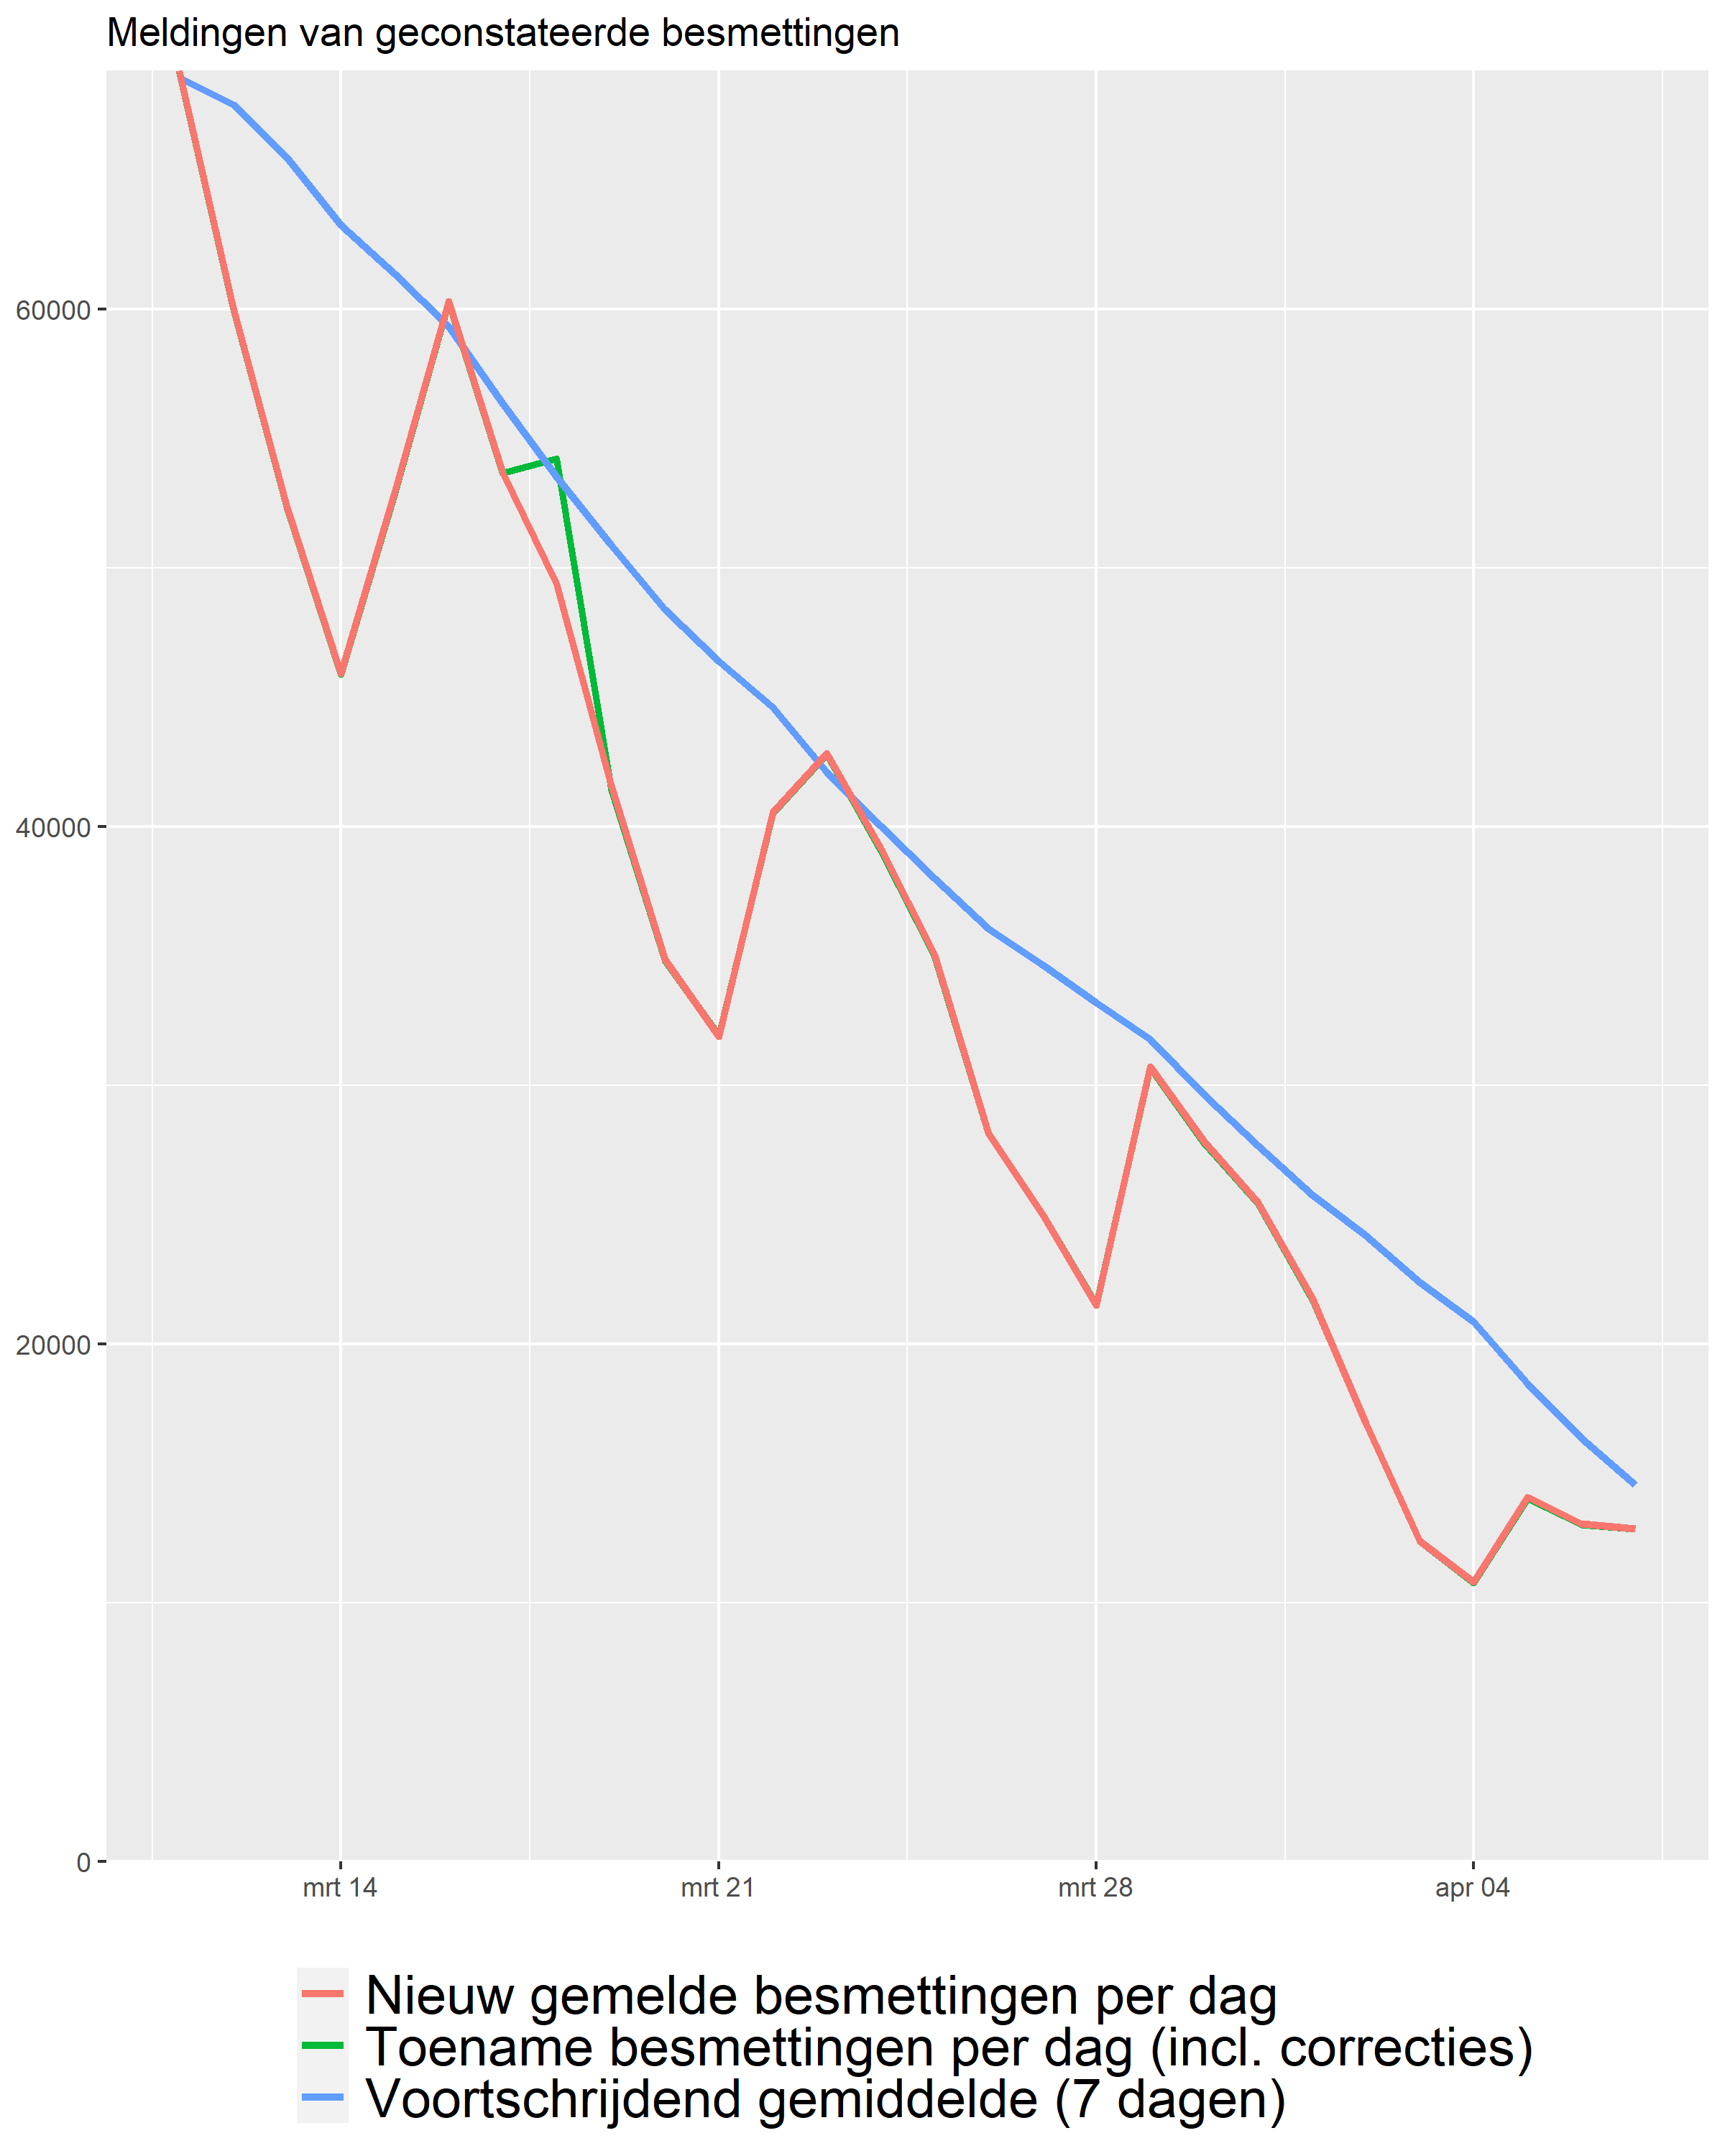 Meldingen van geconstateerde besmettingen
60000
40000
20000
0
mrt 14 mrt 21 mrt 28 apr 04
Nieuw gemelde besmettingen per dag
Toename besmettingen per dag (incl. correcties)
Voortschrijdend gemiddelde (7 dagen)